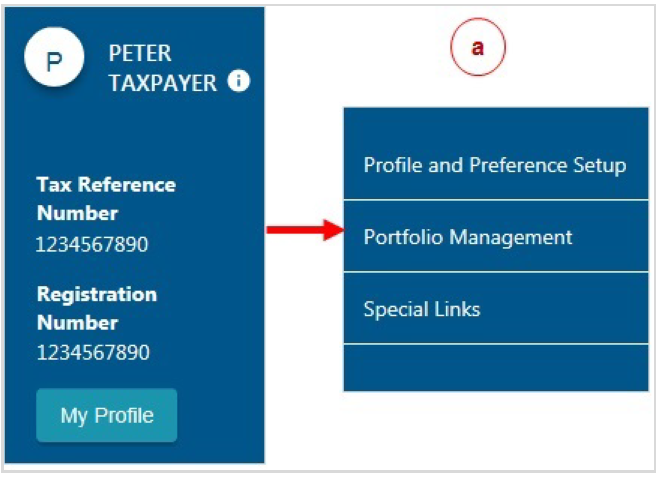 P
PETER
TAXPAYER i
Tax Reference
Number
1234567890
Registration
Number
1234567890
My Profile
a
Profile and Preference Setup
Portfolio Management
Special Links